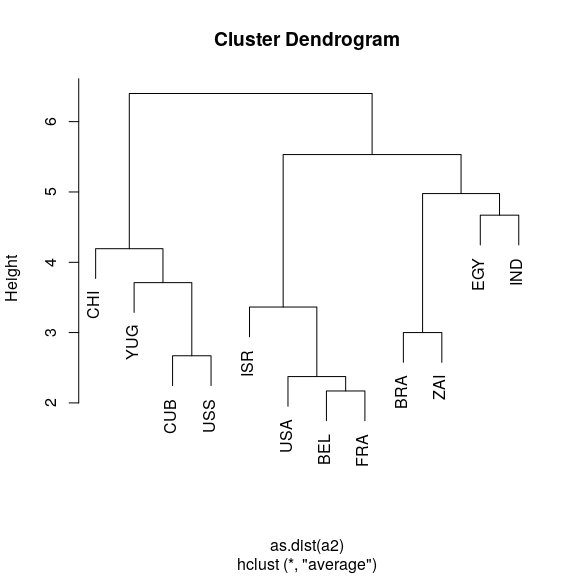 Cluster Dendrogram
Height
2
3
4
5
6
CHI
YUG
CUB
USS
ISR
USA
BEL
FRA
BRA
ZAI
EGY
IND
as.dist(a2)
hclust (*, "average")